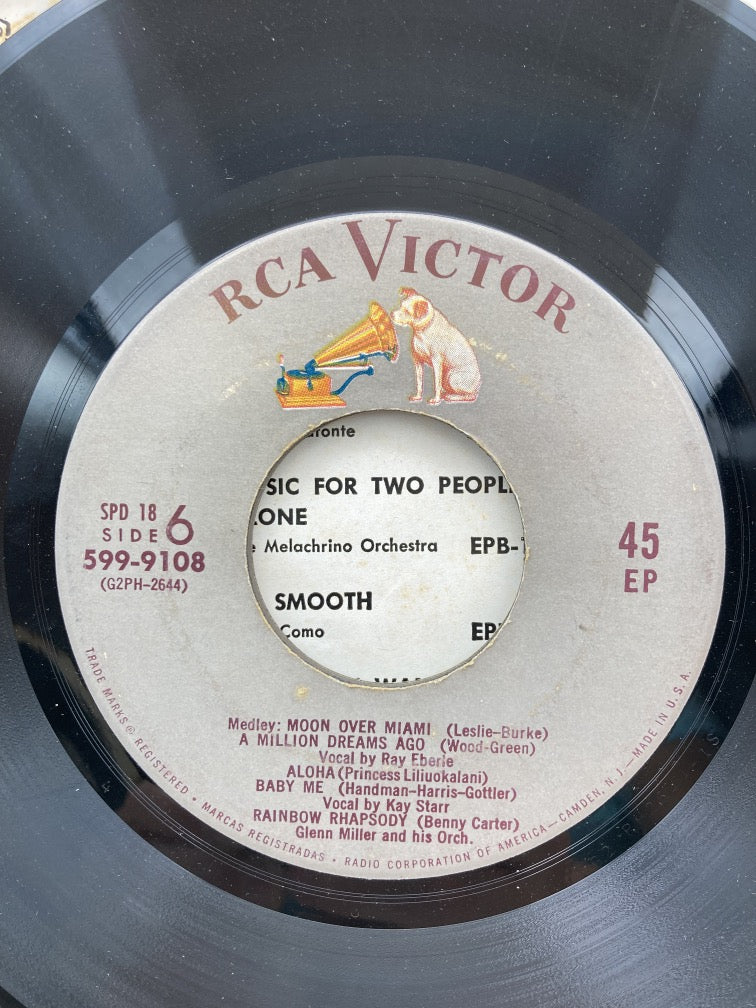 RCA VICTOR
SIC FOR TWO PEOPL
Melachrino Orchestra EPB-
SMOOTH
Como EP
SPD 18
SIDE 6
599-9108
(G2PH-2644)
45
EP
Medley: MOON OVER MIAMI (Leslie-Burke)
A MILLION DREAMS AGO (Wood-Green)
Vocal by Ray Eberle
ALOHA (Princess Liliuokalani)
BABY ME (Handman-Harris-Gottler)
Vocal by Kay Starr
RAINBOW RHAPSODY (Benny Carter)
Glenn Miller and his Orch.
TRADE MARKS ® REGISTERED • MARCAS REGISTRADAS • RADIO CORPORATION OF AMERICA—CAMDEN, N. J.—MADE IN U.S.A.